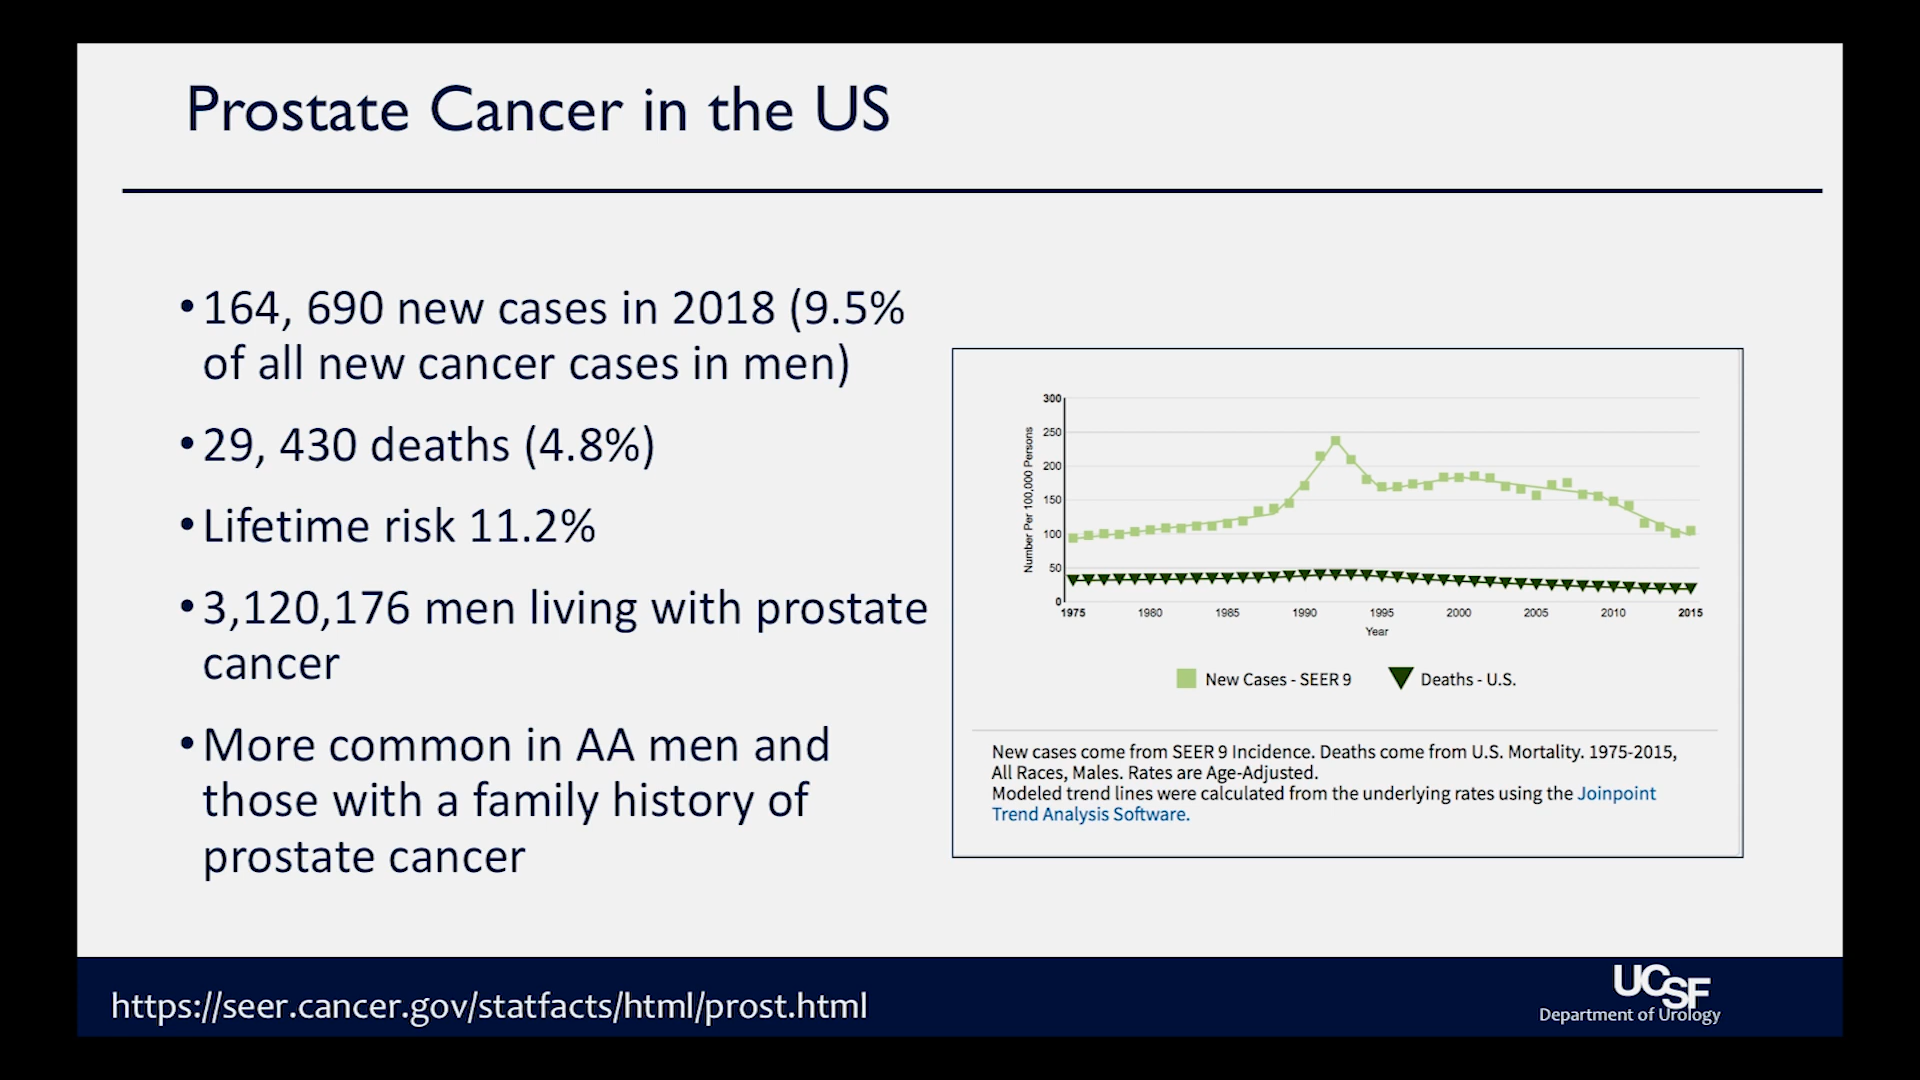 Prostate Cancer in the US
•164, 690 new cases in 2018 (9.5%
of all new cancer cases in men)
•29, 430 deaths (4.8%)
•Lifetime risk 11.2%
•3,120,176 men living with prostate
cancer
•More common in AA men and
those with a family history of
prostate cancer
Number Per 100,000 Persons
300
250
200
150
100
50
0
1975 1980 1985 1990 1995 2000 2005 2010 2015
Year
New Cases - SEER 9 Deaths - U.S.
New cases come from SEER 9 Incidence. Deaths come from U.S. Mortality. 1975-2015,
All Races, Males. Rates are Age-Adjusted.
Modeled trend lines were calculated from the underlying rates using the Joinpoint
Trend Analysis Software.
https://seer.cancer.gov/statfacts/html/prost.html
UCSF
Department of Urology